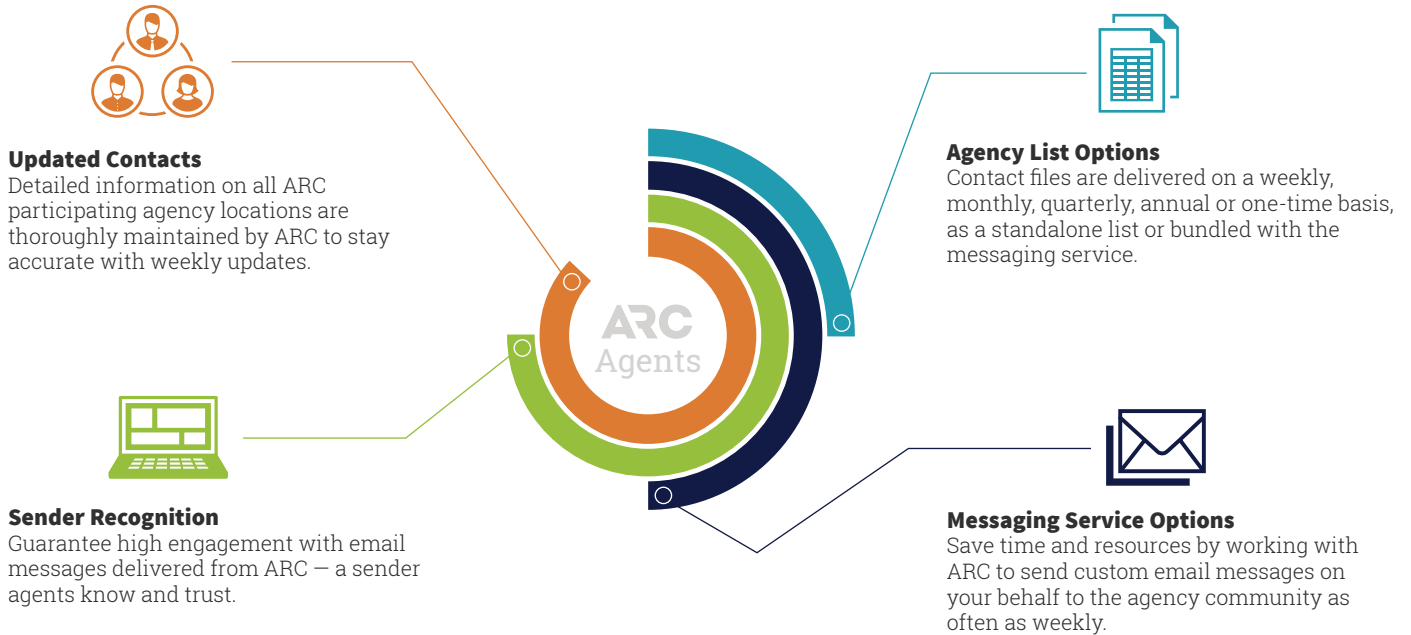 Updated Contacts
Detailed information on all ARC
participating agency locations are
thoroughly maintained by ARC to stay
accurate with weekly updates.
Agency List Options
Contact files are delivered on a weekly,
monthly, quarterly, annual or one-time basis,
as a standalone list or bundled with the
messaging service.
ARC
Agents
Sender Recognition
Guarantee high engagement with email
messages delivered from ARC — a sender
agents know and trust.
Messaging Service Options
Save time and resources by working with
ARC to send custom email messages on
your behalf to the agency community as
often as weekly.